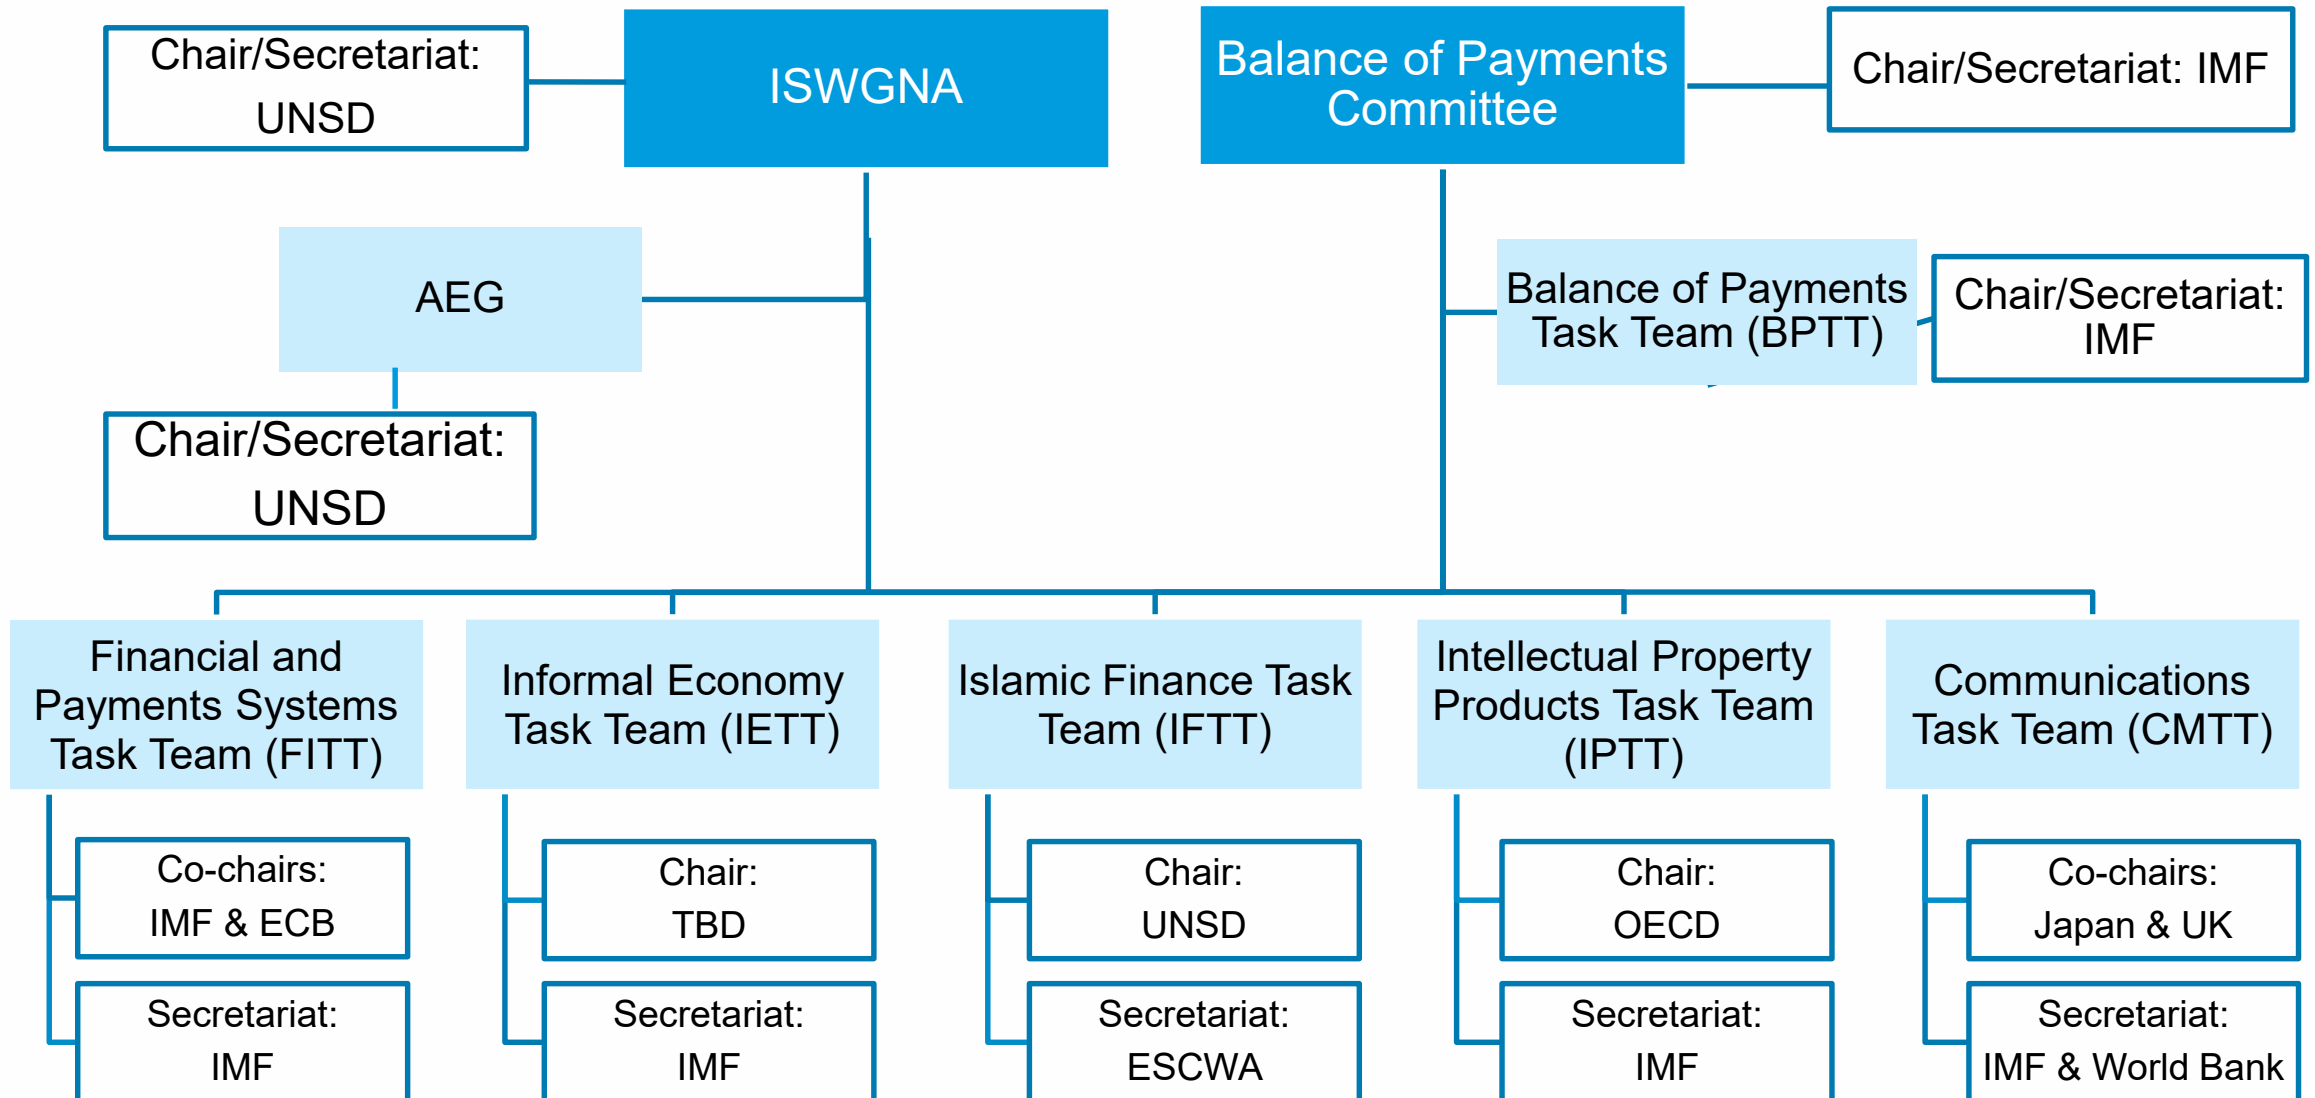 Chair/Secretariat:
UNSD
ISWGNA
Balance of Payments
Committee
Chair/Secretariat: IMF
AEG
Balance of Payments
Task Team (BPTT)
Chair/Secretariat:
IMF
Chair/Secretariat:
UNSD
Financial and
Payments Systems
Task Team (FITT)
Informal Economy
Task Team (IETT)
Islamic Finance Task
Team (IFTT)
Intellectual Property
Products Task Team
(IPTT)
Communications
Task Team (CMTT)
Co-chairs:
IMF & ECB
Chair:
TBD
Chair:
UNSD
Chair:
OECD
Co-chairs:
Japan & UK
Secretariat:
IMF
Secretariat:
IMF
Secretariat:
ESCWA
Secretariat:
IMF
Secretariat:
IMF & World Bank